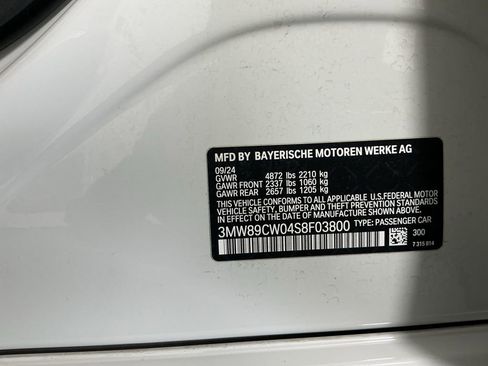 MFD BY BAYERISCHE MOTOREN WERKE AG
09/24
GVWR 4872 lbs 2210 kg
GAWR FRONT 2337 lbs 1060 kg
GAWR REAR 2657 lbs 1205 kg
THIS VEHICLE CONFORMS TO ALL APPLICABLE U.S.FEDERAL MOTOR
VEHICLE SAFETY, BUMPER AND THEFT PREVENTION STANDARDS
IN EFFECT ON THE DATE OF MANUFACTURE SHOWN ABOVE.
3MW89CW04S8F03800 TYPE: PASSENGER CAR
300
7 315 814